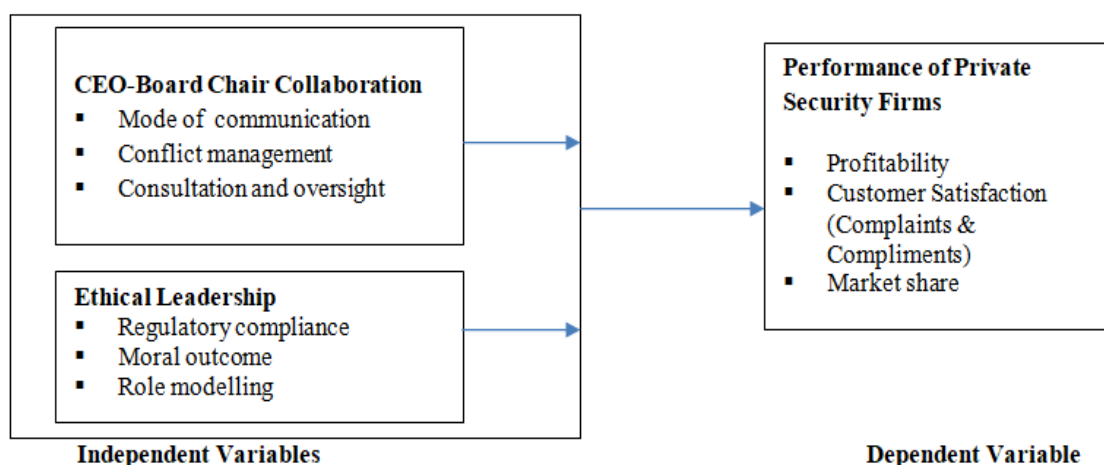 CEO-Board Chair Collaboration
▪ Mode of communication
▪ Conflict management
▪ Consultation and oversight
Ethical Leadership
▪ Regulatory compliance
▪ Moral outcome
▪ Role modelling
Independent Variables
Performance of Private
Security Firms
▪ Profitability
▪ Customer Satisfaction
(Complaints &
Compliments)
▪ Market share
Dependent Variable